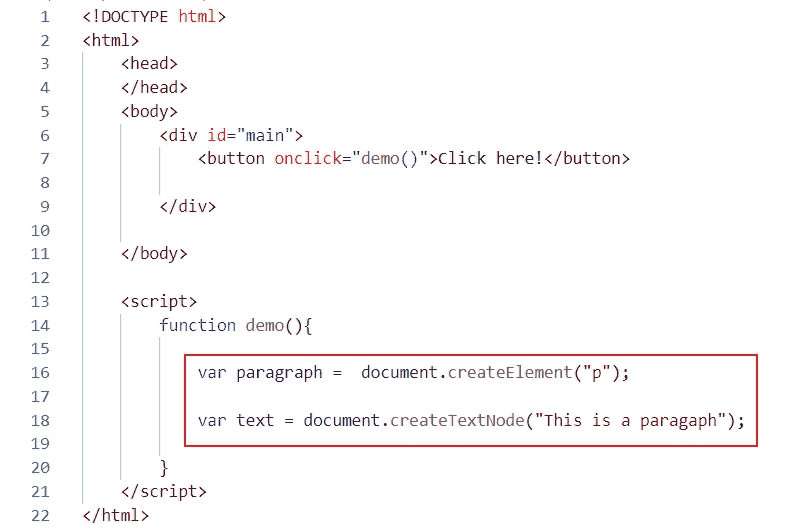 1 <!DOCTYPE html>
2 <html>
3 <head>
4 </head>
5 <body>
6 <div id="main">
7 <button onclick="demo()">Click here!</button>
8
9 </div>
10
11 </body>
12
13 <script>
14 function demo(){
15
16 var paragraph =  document.createElement("p");
17
18 var text = document.createTextNode("This is a paragaph");
19
20 }
21 </script>
22 </html>